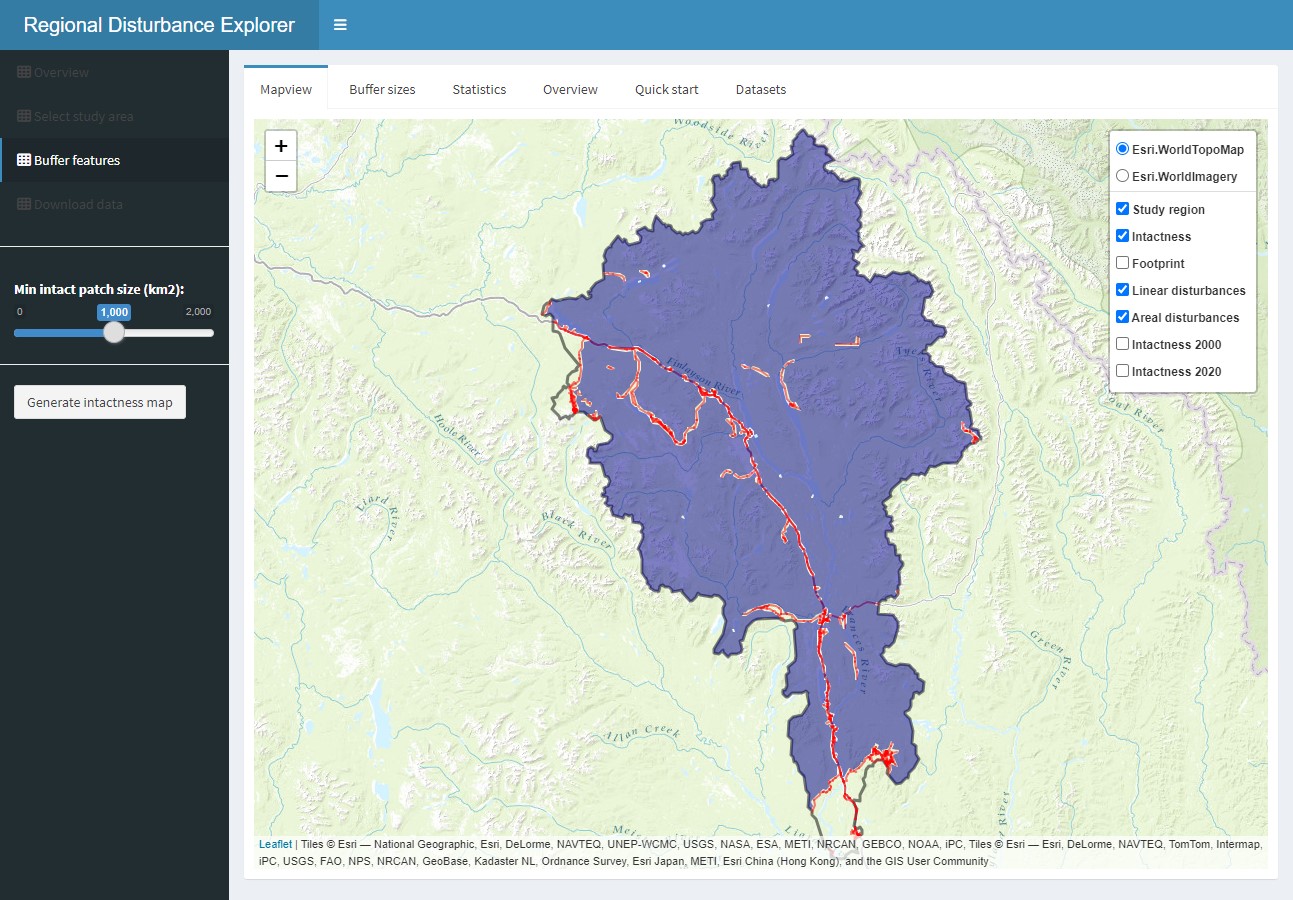 Regional Disturbance Explorer
Overview
Select study area
Buffer features
Download data
Min intact patch size (km2):
0
1,000
2,000
Generate intactness map
Mapview
Buffer sizes
Statistics
Overview
Quick start
Datasets
+
−
Woodside River
Esri.WorldTopoMap
Esri.WorldImagery
Study region
Intactness
Footprint
Linear disturbances
Areal disturbances
Intactness 2000
Intactness 2020
Finlayson River
River
River
Hoole River
Liard River
Black River
Frances River
Green River
Allan Creek
River
Leaflet | Tiles © Esri — National Geographic, Esri, DeLorme, NAVTEQ, UNEP-WCMC, USGS, NASA, ESA, METI, NRCAN, GEBCO, NOAA, iPC, Tiles © Esri — Esri, DeLorme, NAVTEQ, TomTom, Intermap,
iPC, USGS, FAO, NPS, NRCAN, GeoBase, Kadaster NL, Ordnance Survey, Esri Japan, METI, Esri China (Hong Kong), and the GIS User Community